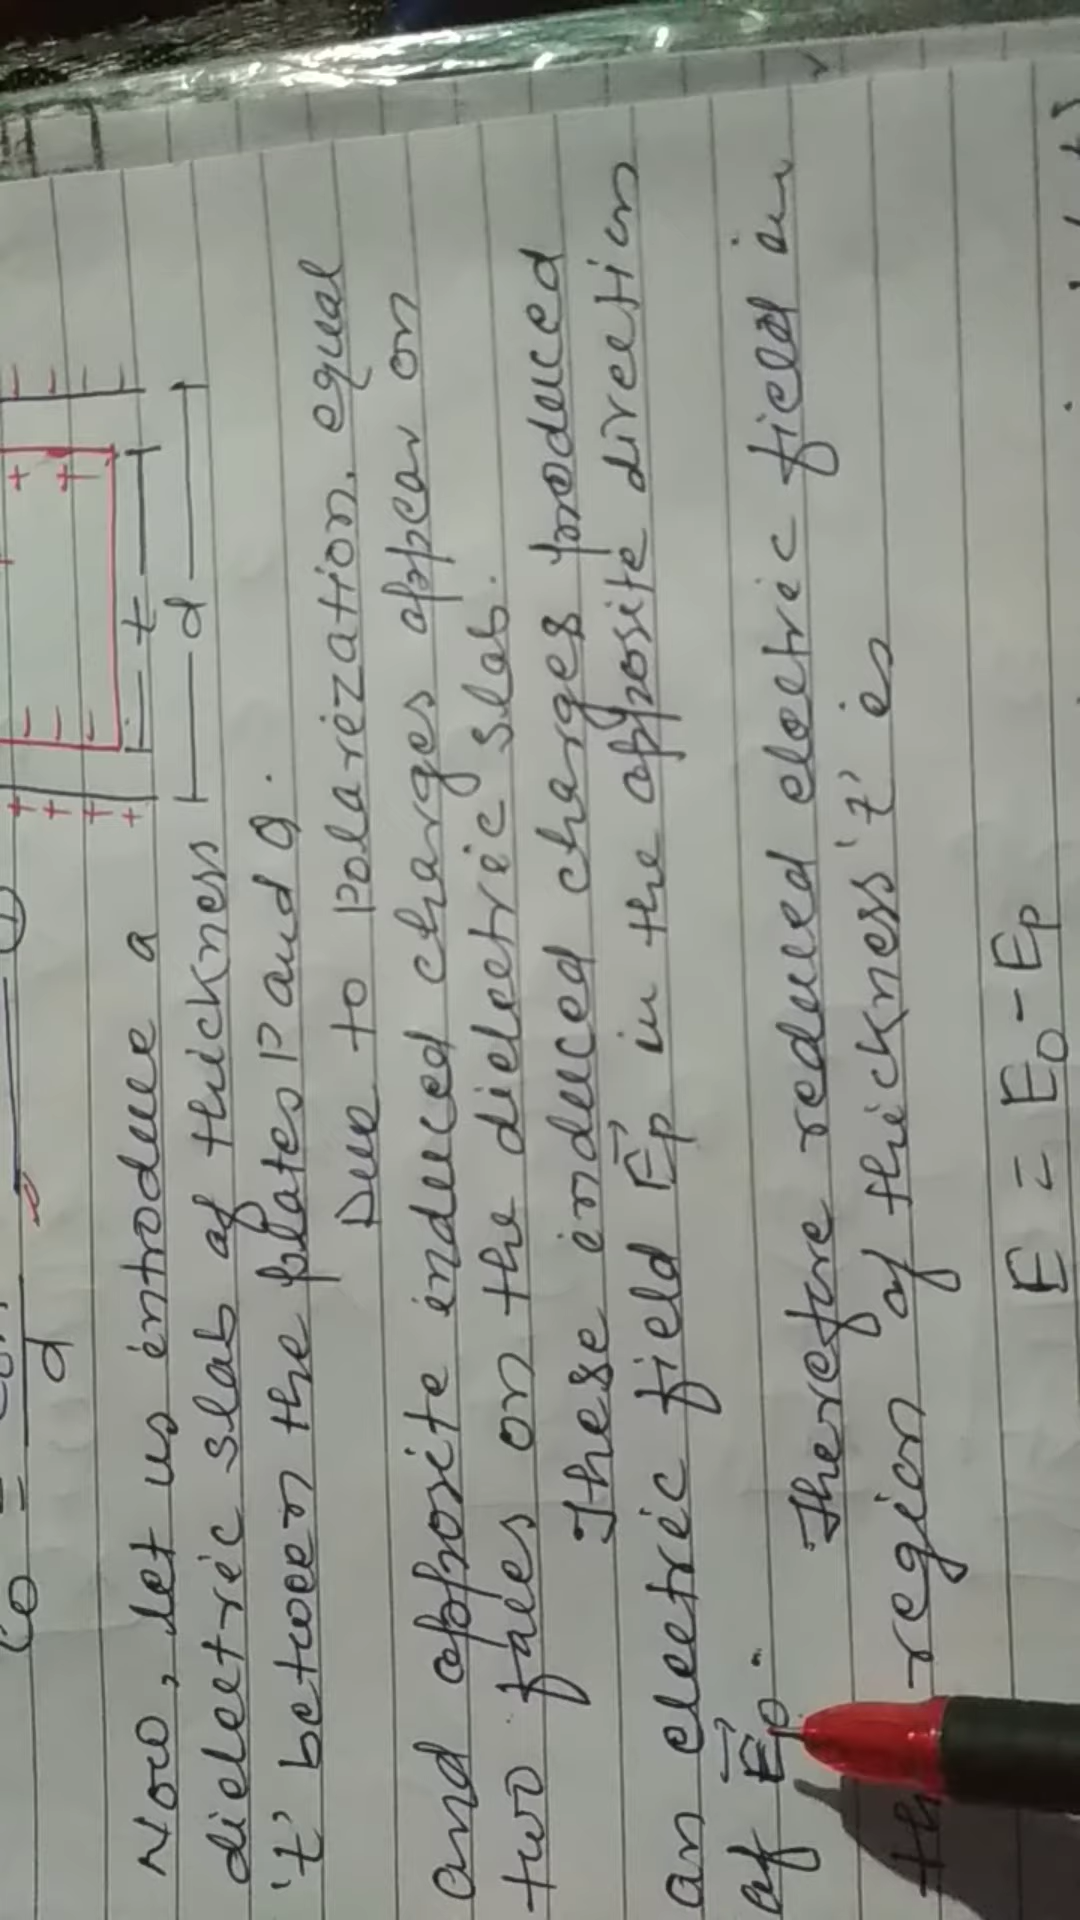 d
Now, let us introduce a
dielectric slab of thickness
't' between the plates P and Q.
t
d
Due to polarization, equal
and opposite induced charges appear on
two faces on the dielectric slab.
These induced charges produced
an electric field E⃗p in the opposite direction
of E⃗o.
Therefore reduced electric field in
region of thickness 't' is
E = Eo - Ep